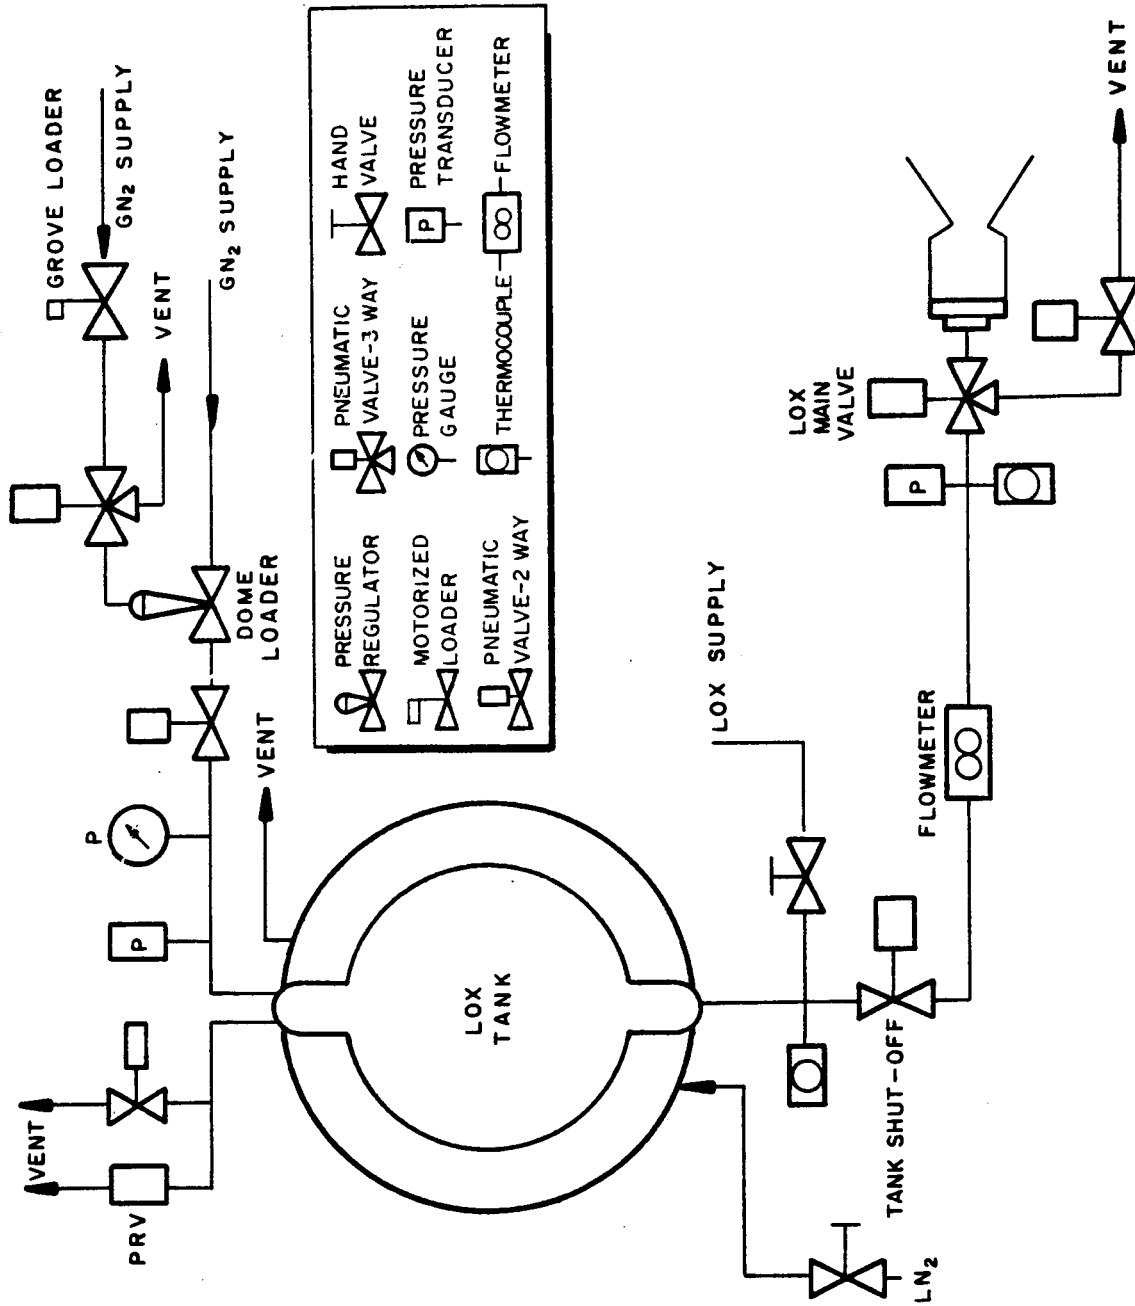 GROVE LOADER
GN₂ SUPPLY
VENT
GN₂ SUPPLY
DOME
LOADER
P
P
VENT
PRV
VENT
LOX
TANK
PRESSURE
REGULATOR
PNEUMATIC
VALVE-3 WAY
HAND
VALVE
MOTORIZED
LOADER
PRESSURE
GAUGE
P
PRESSURE
TRANSDUCER
PNEUMATIC
VALVE-2 WAY
THERMOCOUPLE
FLOWMETER
LOX SUPPLY
TANK SHUT-OFF
LN₂
FLOWMETER
P
LOX
MAIN
VALVE
VENT